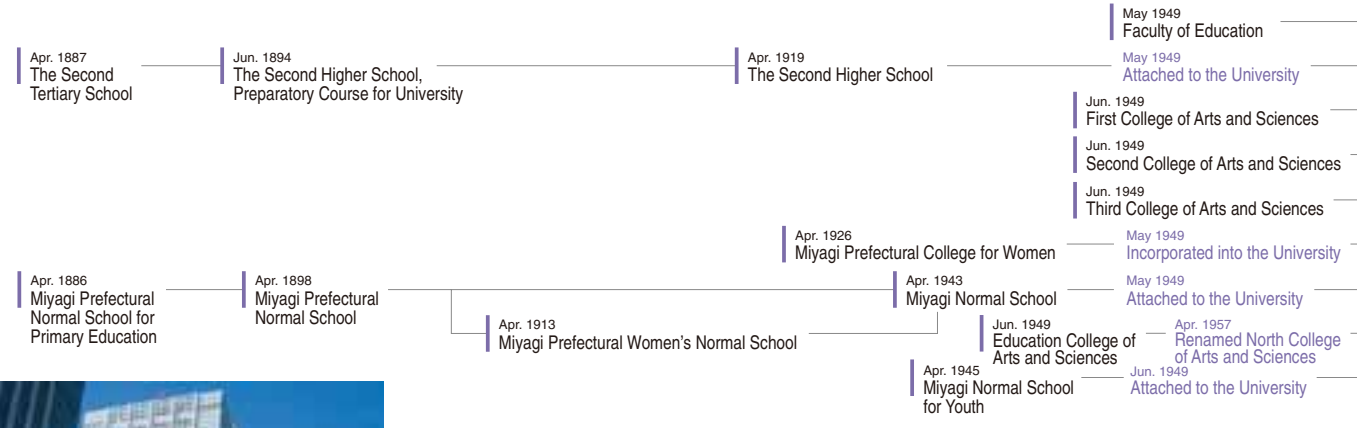 May 1949
Faculty of Education
Apr. 1887
The Second
Tertiary School
Jun. 1894
The Second Higher School,
Preparatory Course for University
Apr. 1919
The Second Higher School
May 1949
Attached to the University
Jun. 1949
First College of Arts and Sciences
Jun. 1949
Second College of Arts and Sciences
Jun. 1949
Third College of Arts and Sciences
Apr. 1926
Miyagi Prefectural College for Women
May 1949
Incorporated into the University
Apr. 1886
Miyagi Prefectural
Normal School for
Primary Education
Apr. 1898
Miyagi Prefectural
Normal School
Apr. 1943
Miyagi Normal School
May 1949
Attached to the University
Apr. 1913
Miyagi Prefectural Women's Normal School
Jun. 1949
Education College of
Arts and Sciences
Apr. 1957
Renamed North College
of Arts and Sciences
Apr. 1945
Miyagi Normal School
for Youth
Jun. 1949
Attached to the University